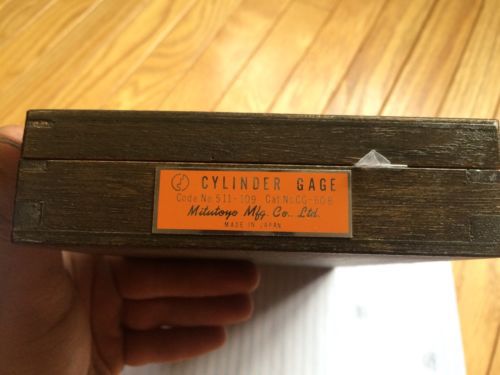 CYLINDER GAGE
Code No. 511-109 Cat.No.CG-60B
Mitutoyo Mfg. Co., Ltd.
MADE IN JAPAN